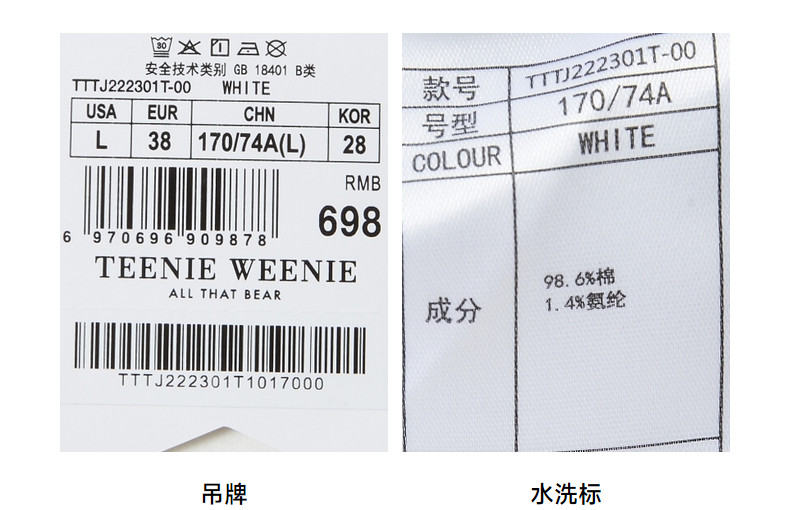 30
安全技术类别 GB 18401 B类
TTTJ222301T-00 WHITE
USA EUR CHN KOR
L 38 170/74A(L) 28
RMB
698
6 970696 909878
TEENIE WEENIE
ALL THAT BEAR
TTTJ222301T1017000
吊牌
款号 TTTJ222301T-00
号型 170/74A
COLOUR WHITE
成分 98.6%棉
1.4%氨纶
水洗标